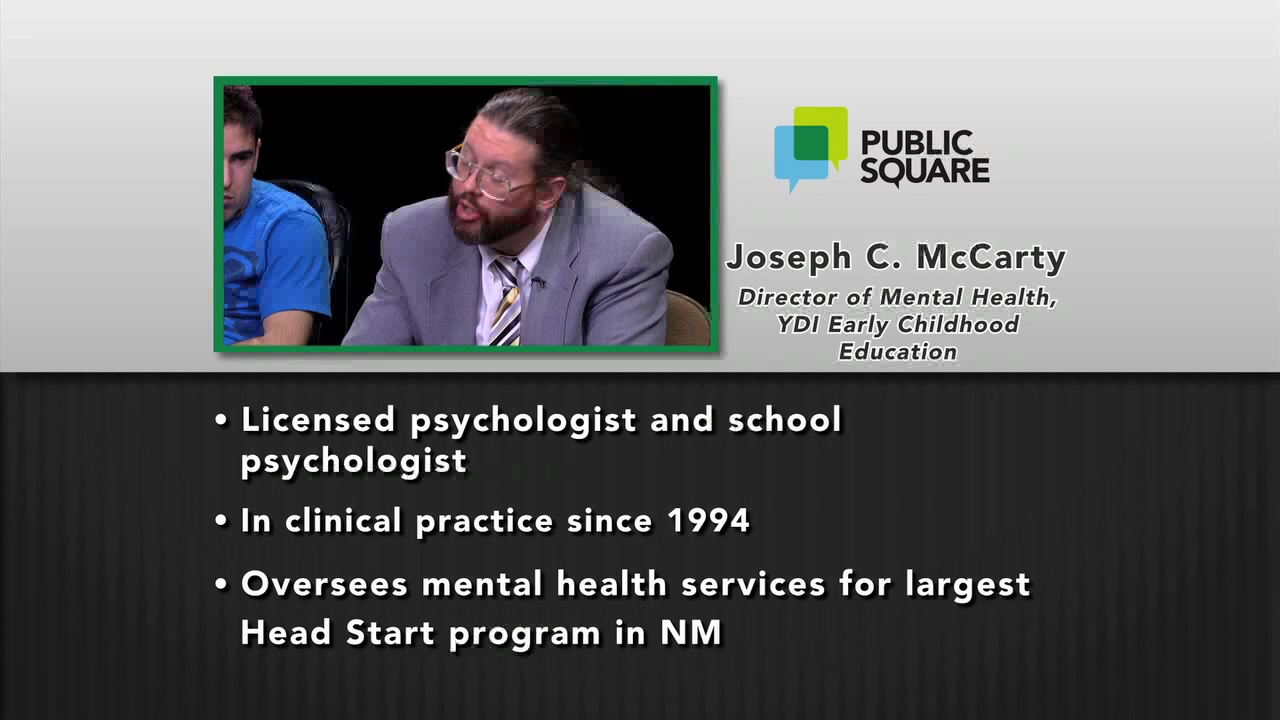 PUBLIC
SQUARE
Joseph C. McCarty
Director of Mental Health,
YDI Early Childhood
Education
• Licensed psychologist and school
psychologist
• In clinical practice since 1994
• Oversees mental health services for largest
Head Start program in NM